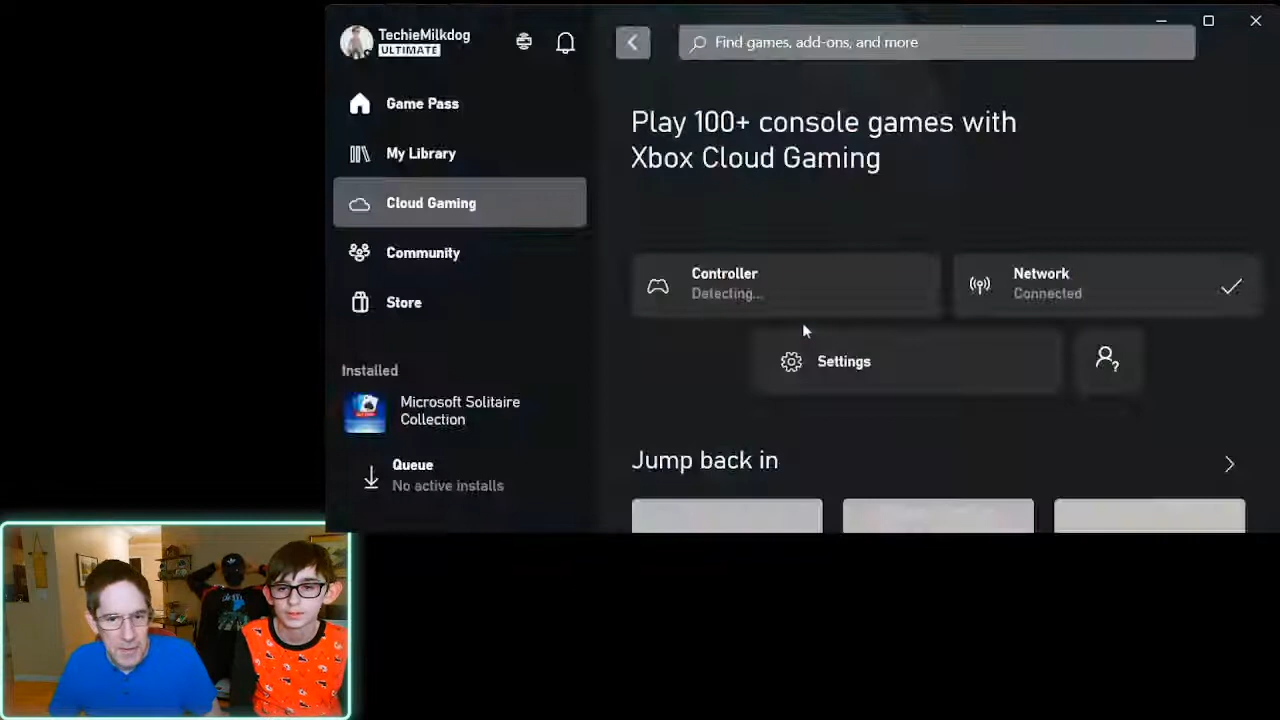 TechieMilkdog
ULTIMATE
Game Pass
My Library
Cloud Gaming
Community
Store
Installed
Microsoft Solitaire
Collection
Queue
No active installs
Find games, add-ons, and more
Play 100+ console games with
Xbox Cloud Gaming
Controller
Detecting...
Network
Connected
Settings
Jump back in